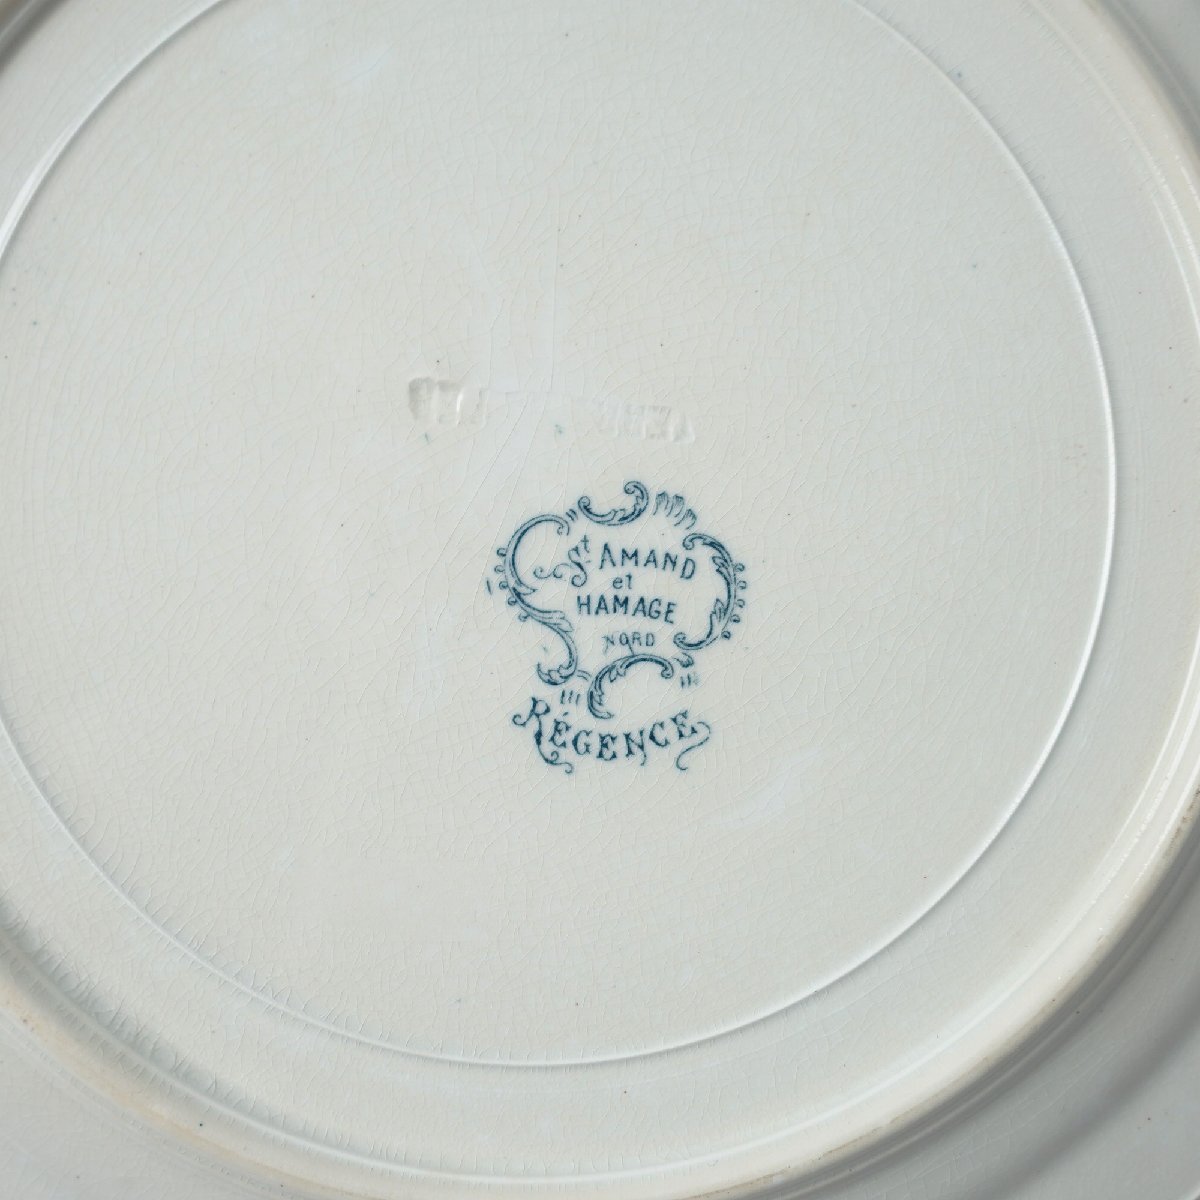 St AMAND
et
HAMAGE
NORD
RÉGENCE